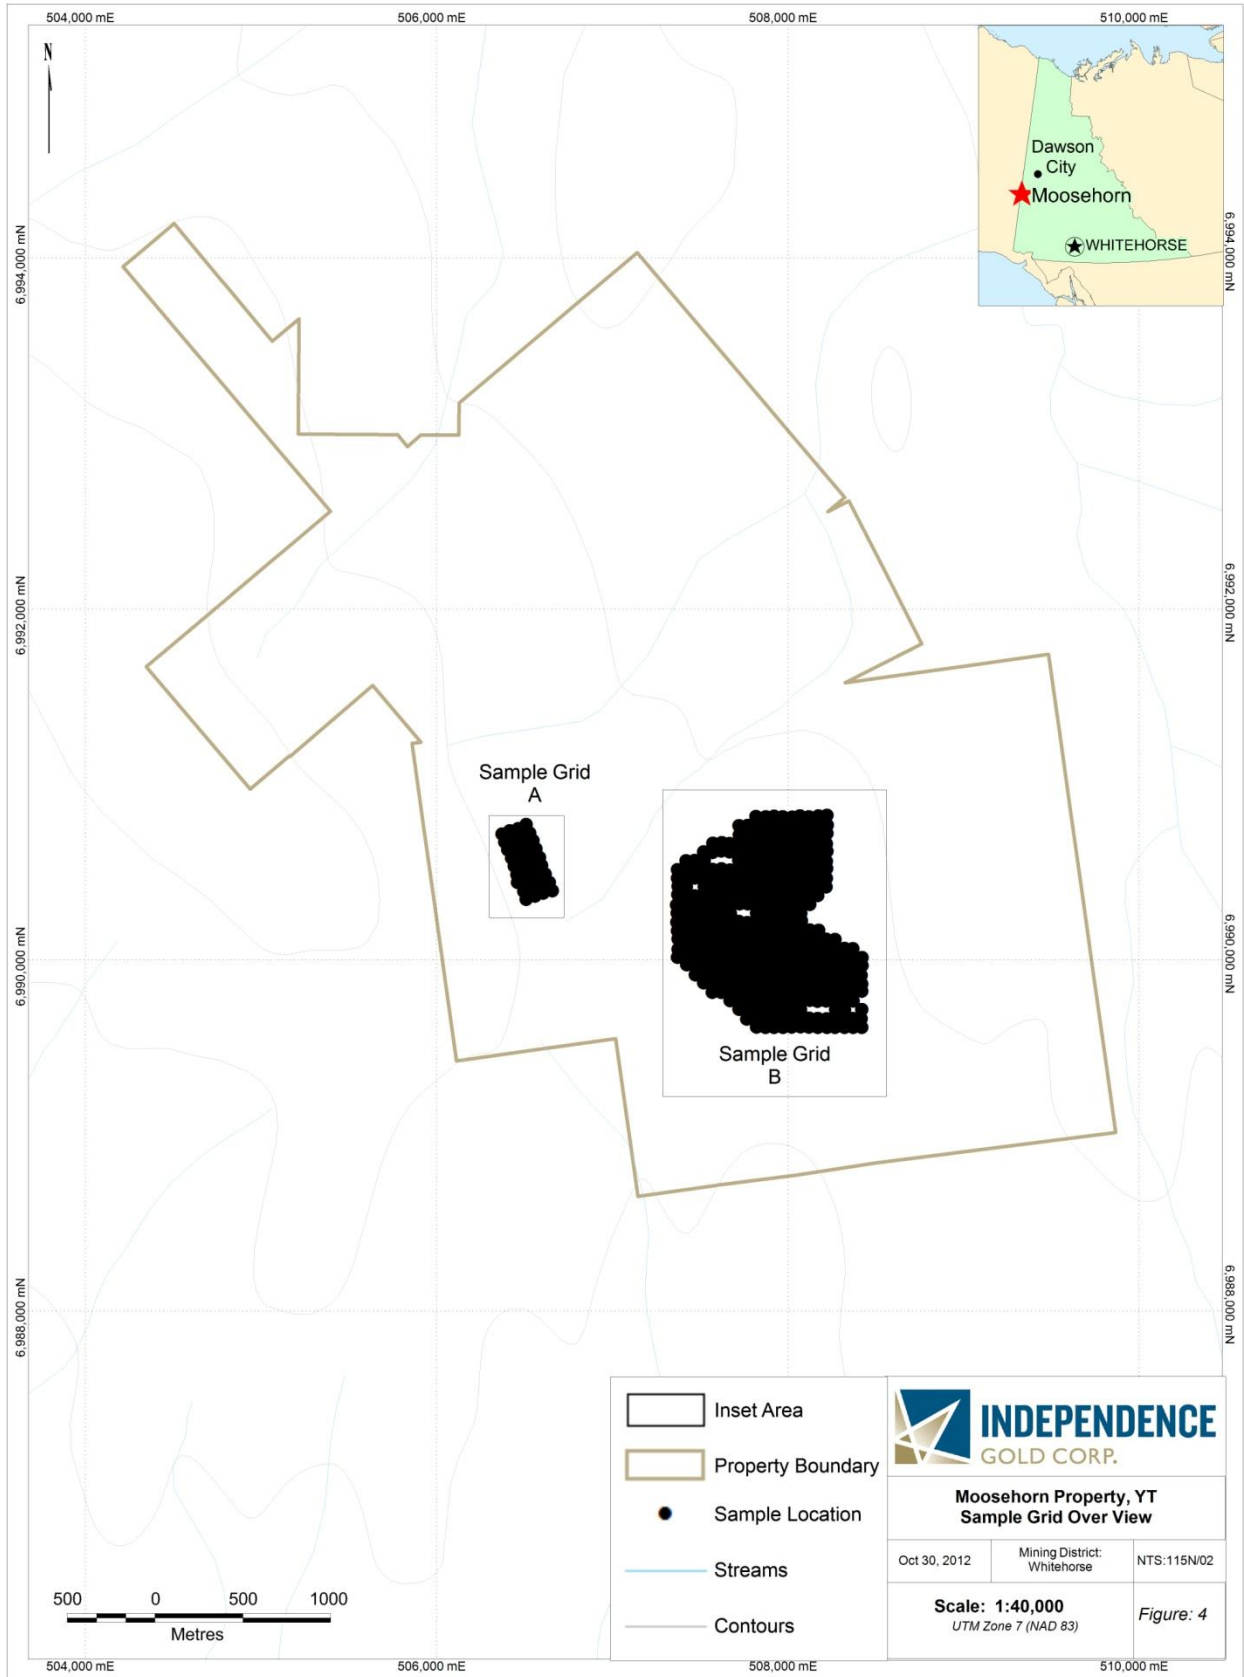 504,000 mE
506,000 mE
508,000 mE
510,000 mE
N
Dawson
City
Moosehorn
WHITEHORSE
6,994,000 mN
6,994,000 mN
6,992,000 mN
6,992,000 mN
Sample Grid
A
6,990,000 mN
6,990,000 mN
Sample Grid
B
6,988,000 mN
6,988,000 mN
Inset Area
Property Boundary
Sample Location
Streams
Contours
INDEPENDENCE
GOLD CORP.
Moosehorn Property, YT
Sample Grid Over View
Oct 30, 2012
Mining District:
Whitehorse
NTS:115N/02
Scale: 1:40,000
UTM Zone 7 (NAD 83)
Figure: 4
500 0 500 1000
Metres
504,000 mE
506,000 mE
508,000 mE
510,000 mE